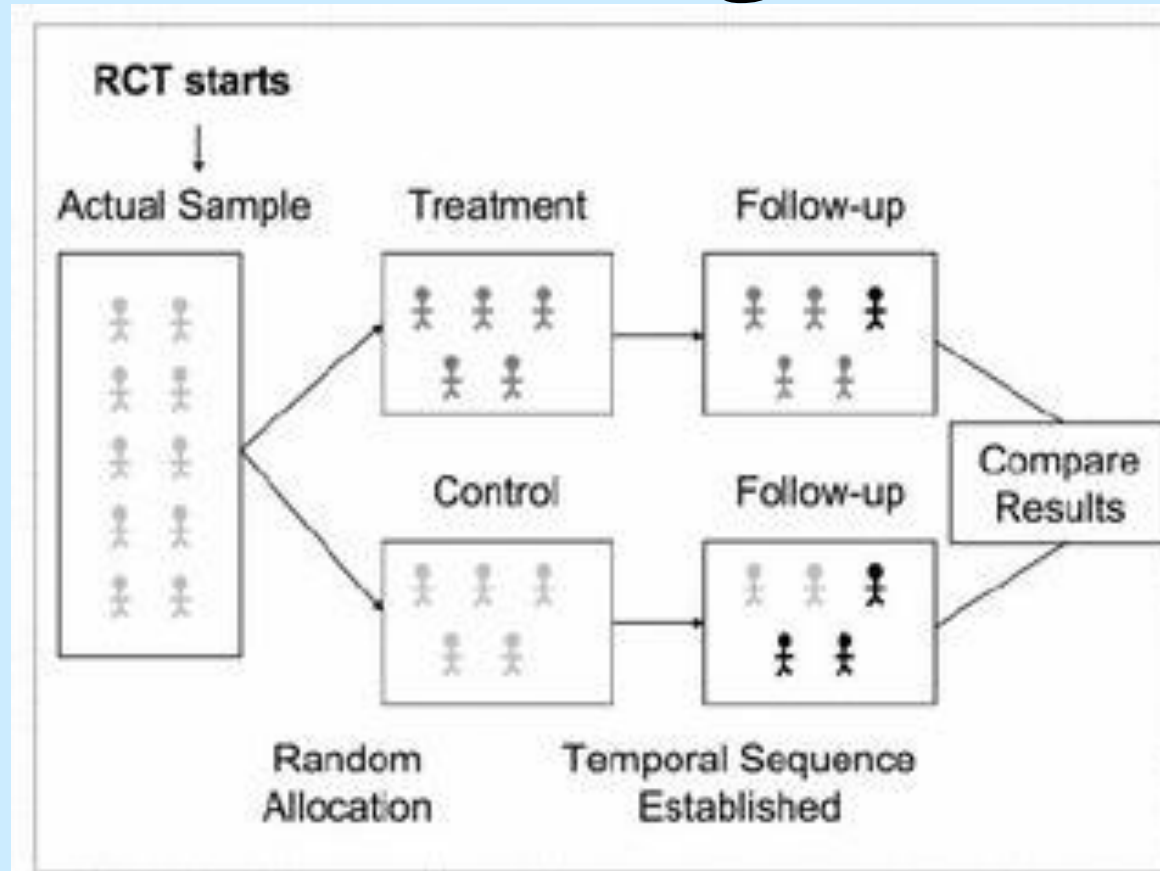 RCT starts
Actual Sample
Treatment
Follow-up
Control
Follow-up
Compare
Results
Random
Allocation
Temporal Sequence
Established